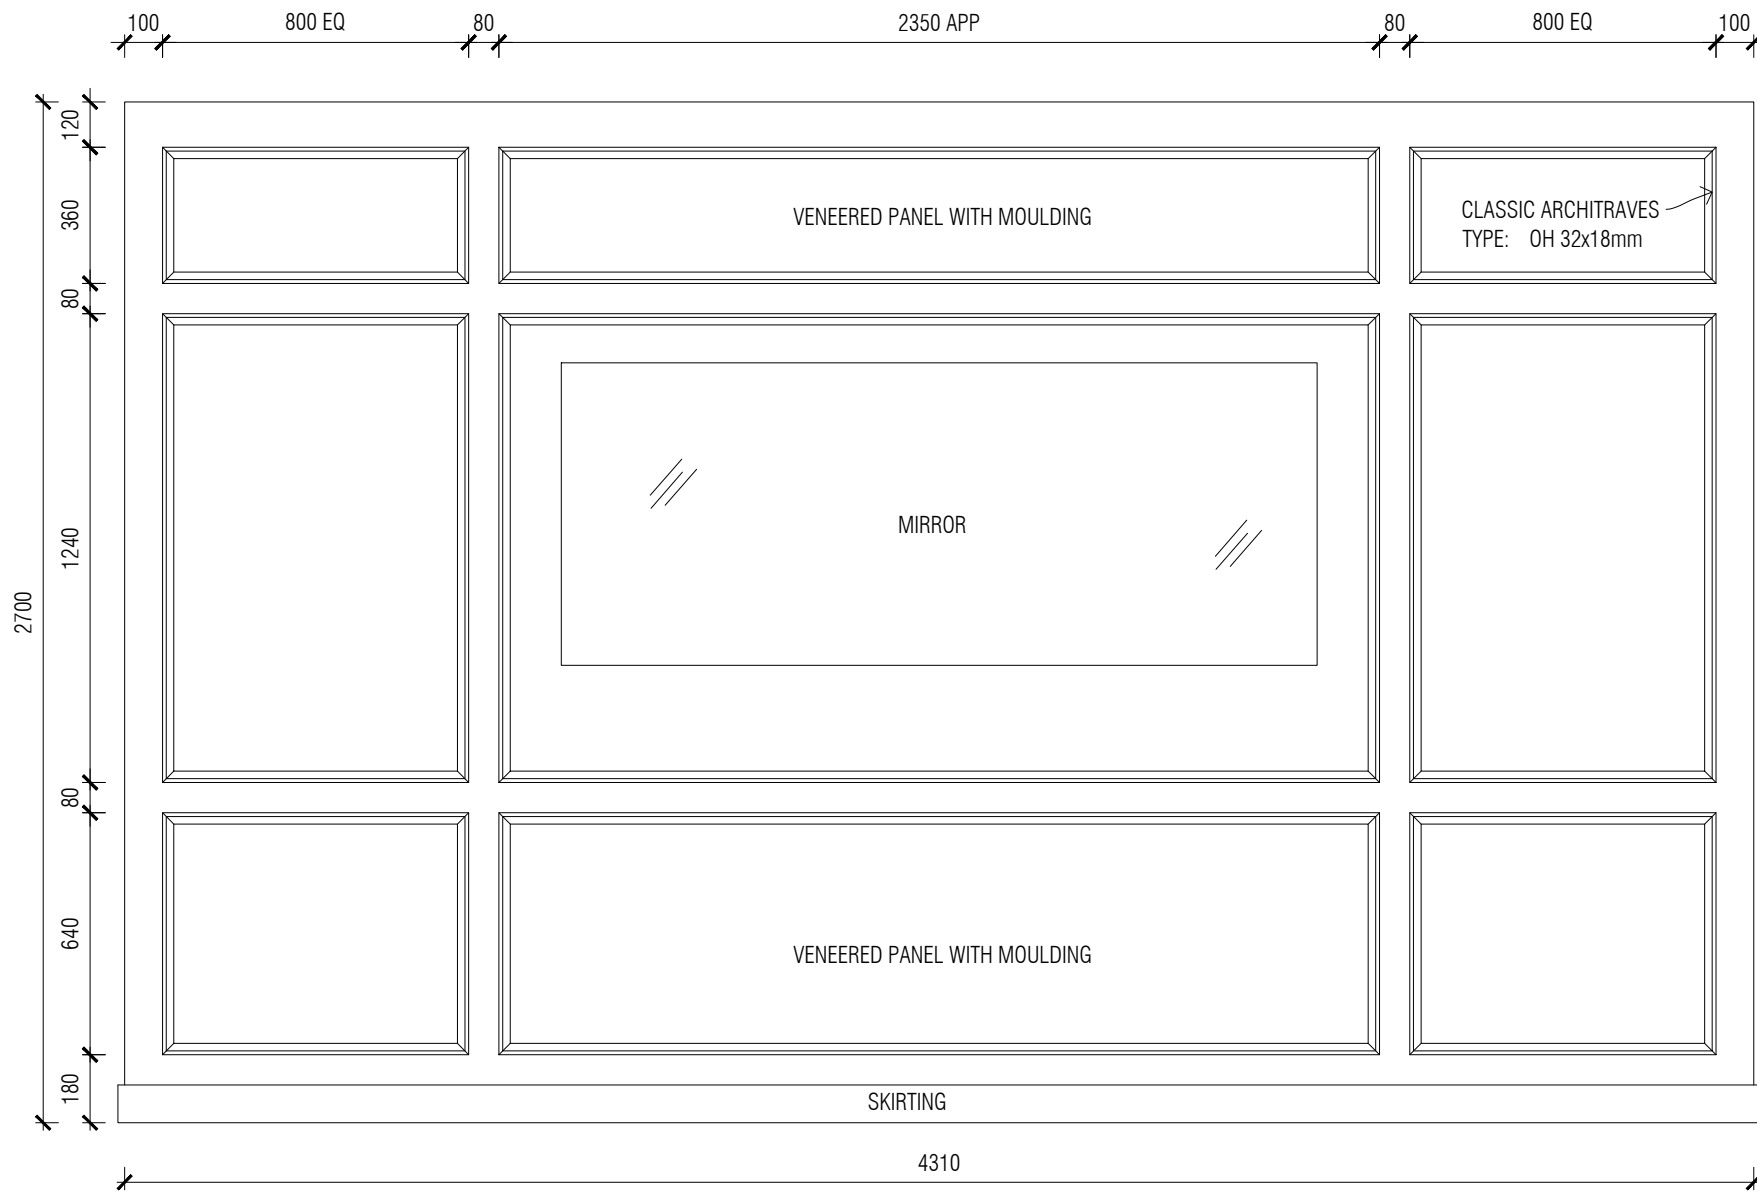 100 800 EQ 80 2350 APP 80 800 EQ 100
120
360
80
1240
2700
80
640
180
VENEERED PANEL WITH MOULDING
CLASSIC ARCHITRAVES
TYPE: OH 32x18mm
MIRROR
VENEERED PANEL WITH MOULDING
SKIRTING
4310